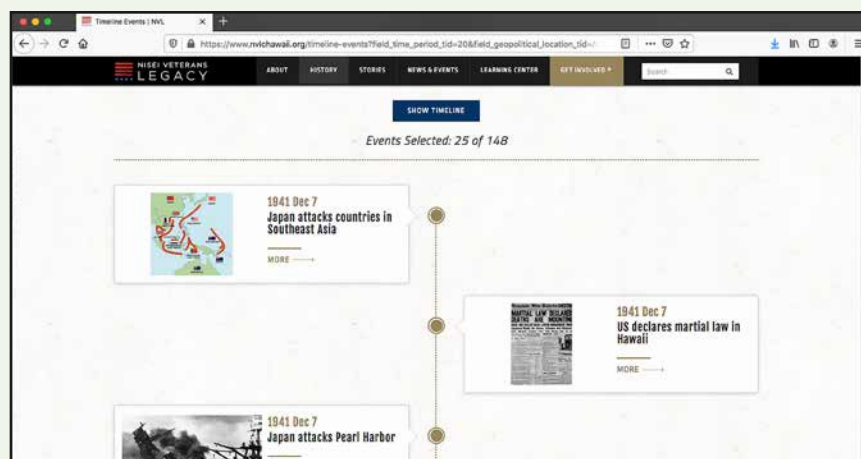 Timeline Events | NVL
https://www.nvlchawaii.org/timeline-events?field_time_period_tid=20&field_geopolitical_location_tid=/
NISEI VETERANS
LEGACY
ABOUT
HISTORY
STORIES
NEWS & EVENTS
LEARNING CENTER
GET INVOLVED
Search
SHOW TIMELINE
Events Selected: 25 of 148
1941 Dec 7
Japan attacks countries in
Southeast Asia
MORE
MARTIAL LAW DECLARED
DEATHS ARE MOUNTING
1941 Dec 7
US declares martial law in
Hawaii
MORE
1941 Dec 7
Japan attacks Pearl Harbor